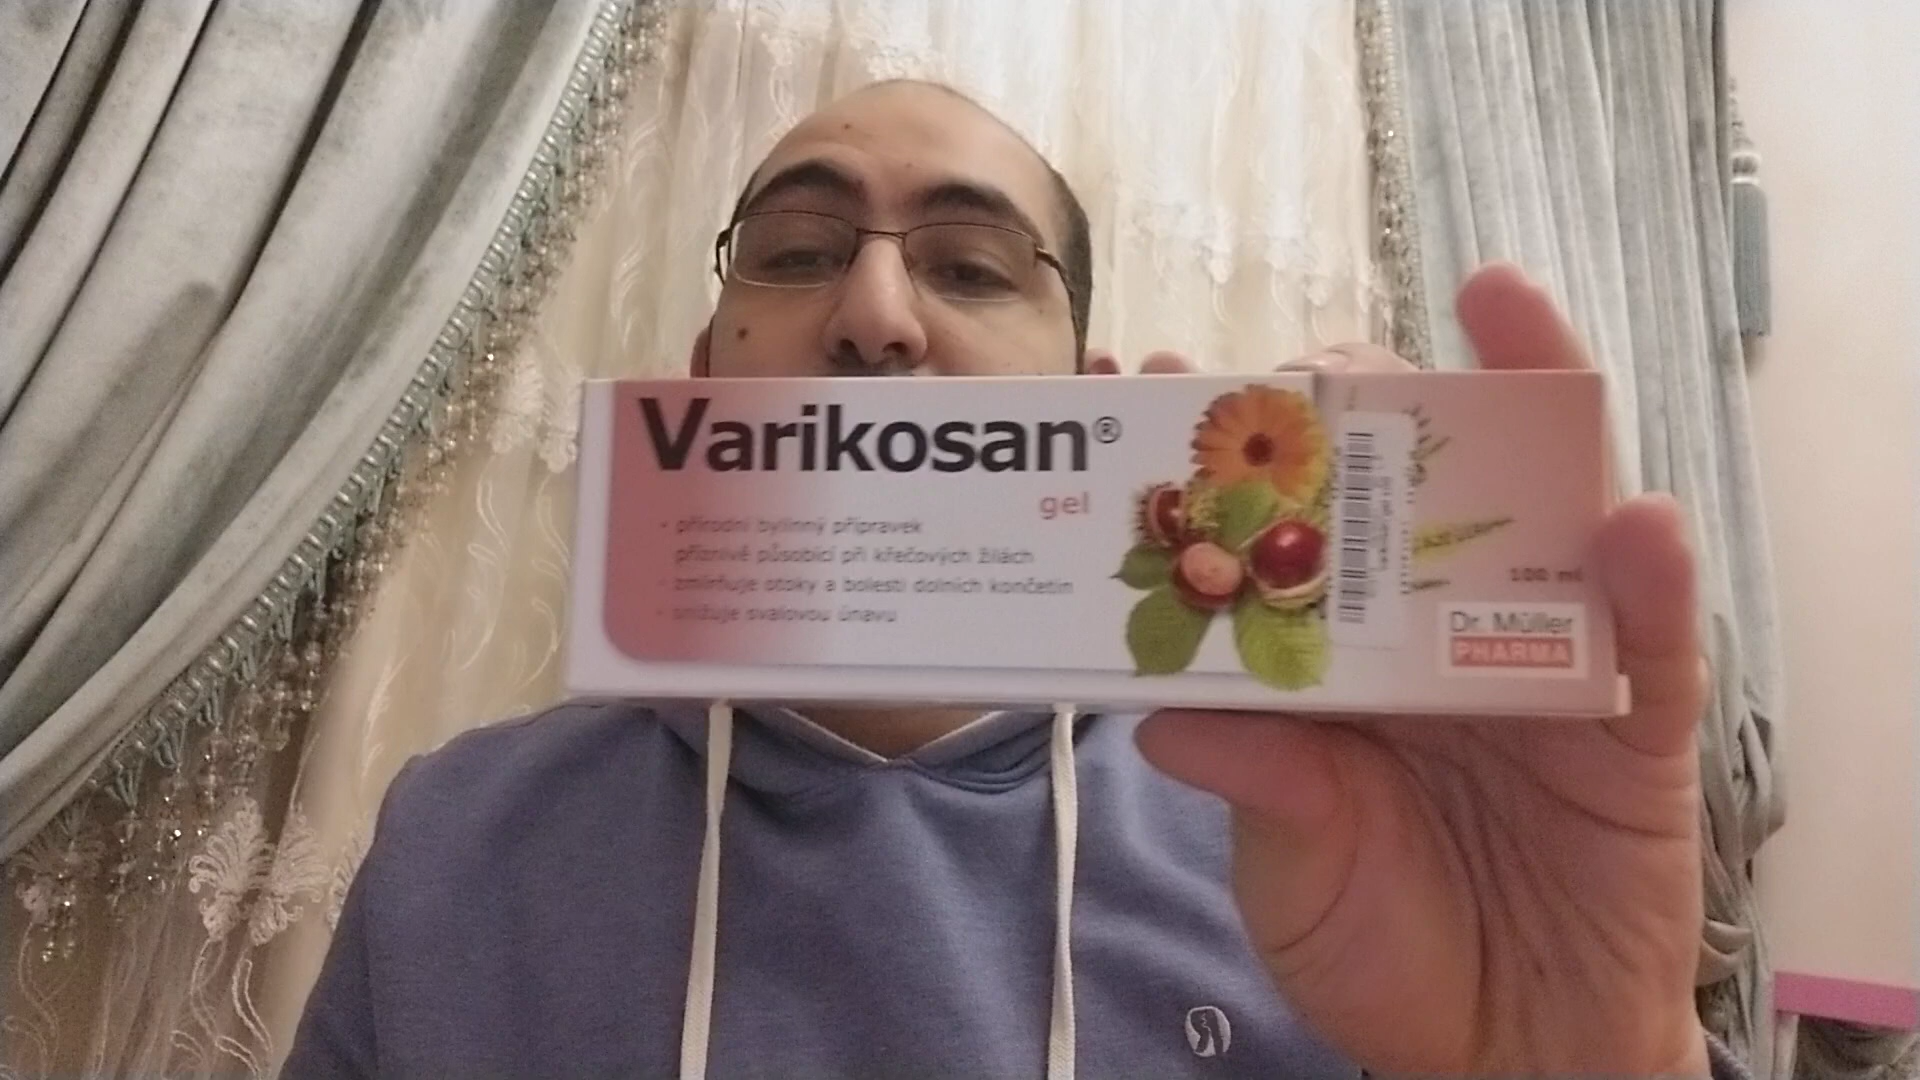 Varikosan®
gel
• přírodní bylinný přípravek
příznivě působící při křečových žilách
• zmírňuje otoky a bolesti dolních končetin
• snižuje svalovou únavu
100 ml
Dr. Müller
PHARMA